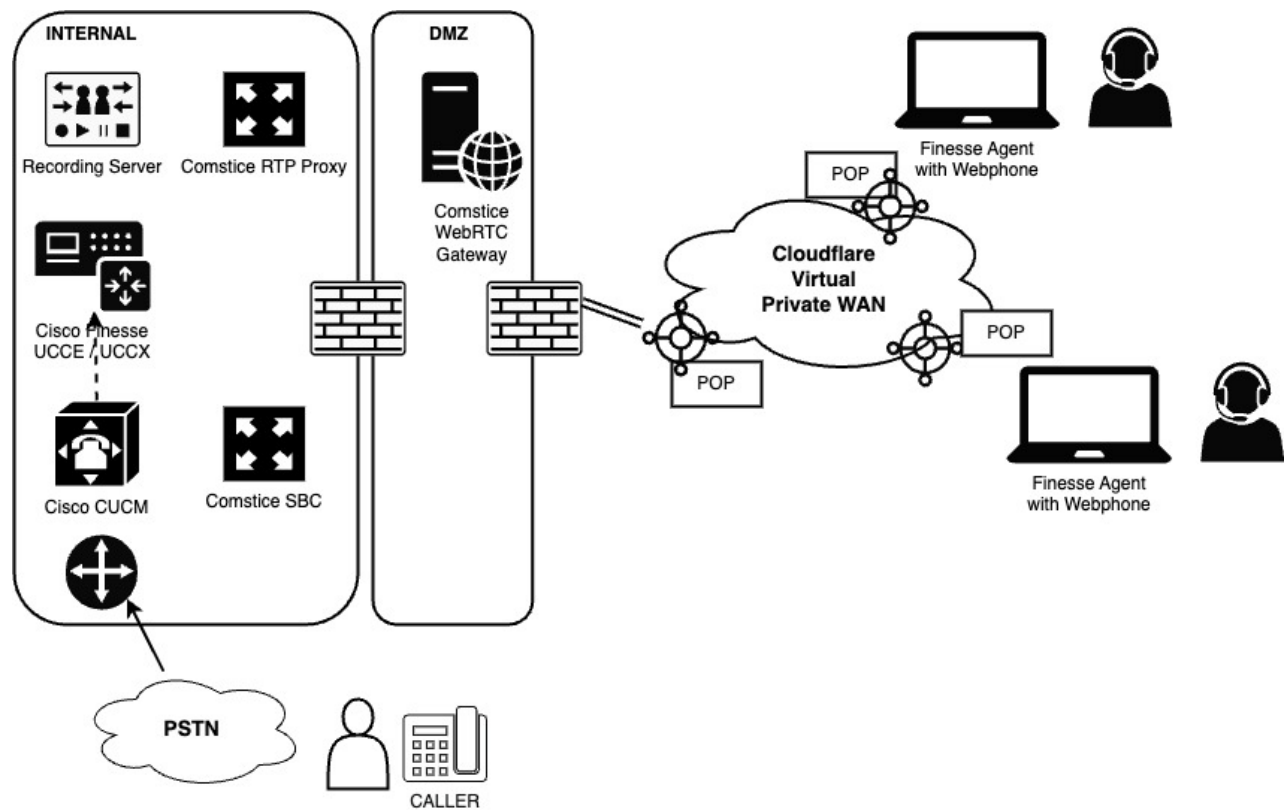 INTERNAL
DMZ
Recording Server
Comstice RTP Proxy
Comstice
WebRTC
Gateway
Cisco Finesse
UCCE / UCCX
Cisco CUCM
Comstice SBC
PSTN
CALLER
Cloudflare
Virtual
Private WAN
POP
POP
POP
Finesse Agent
with Webphone
Finesse Agent
with Webphone